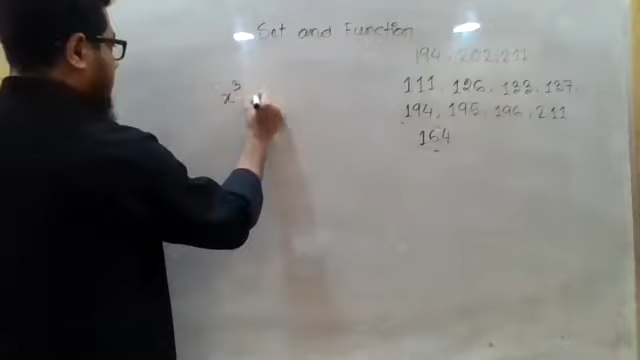 Set and Function
194, 202, 211
x³
111, 126, 133, 137,
194, 195, 196, 211
164